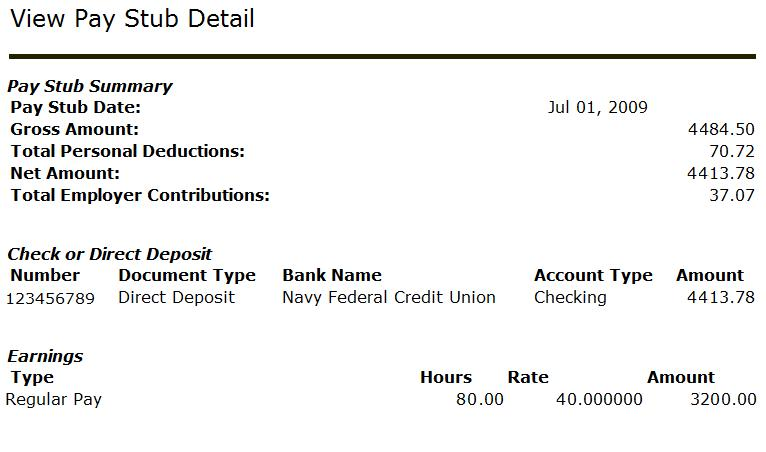 View Pay Stub Detail
Pay Stub Summary
Pay Stub Date: Jul 01, 2009
Gross Amount: 4484.50
Total Personal Deductions: 70.72
Net Amount: 4413.78
Total Employer Contributions: 37.07
Check or Direct Deposit
Number Document Type Bank Name Account Type Amount
123456789 Direct Deposit Navy Federal Credit Union Checking 4413.78
Earnings
Type Hours Rate Amount
Regular Pay 80.00 40.000000 3200.00